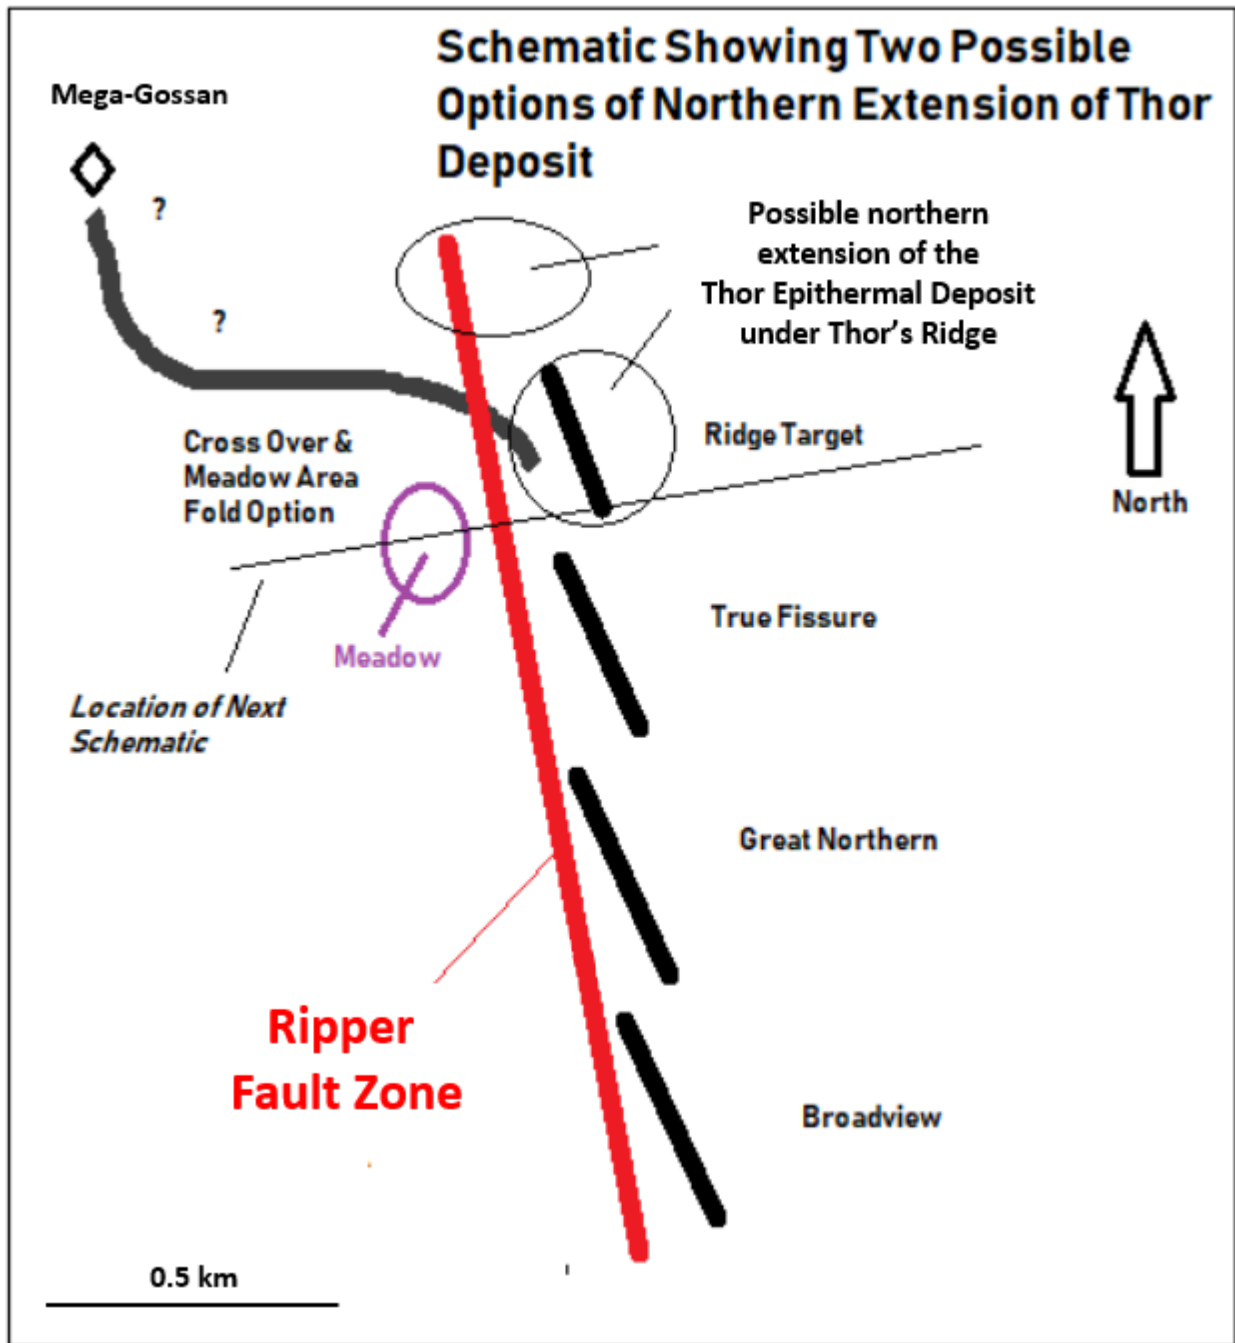 Schematic Showing Two Possible
Options of Northern Extension of Thor
Deposit
Mega-Gossan
?
?
Possible northern
extension of the
Thor Epithermal Deposit
under Thor's Ridge
Ridge Target
North
Cross Over &
Meadow Area
Fold Option
Meadow
True Fissure
Location of Next
Schematic
Great Northern
Ripper
Fault Zone
Broadview
0.5 km